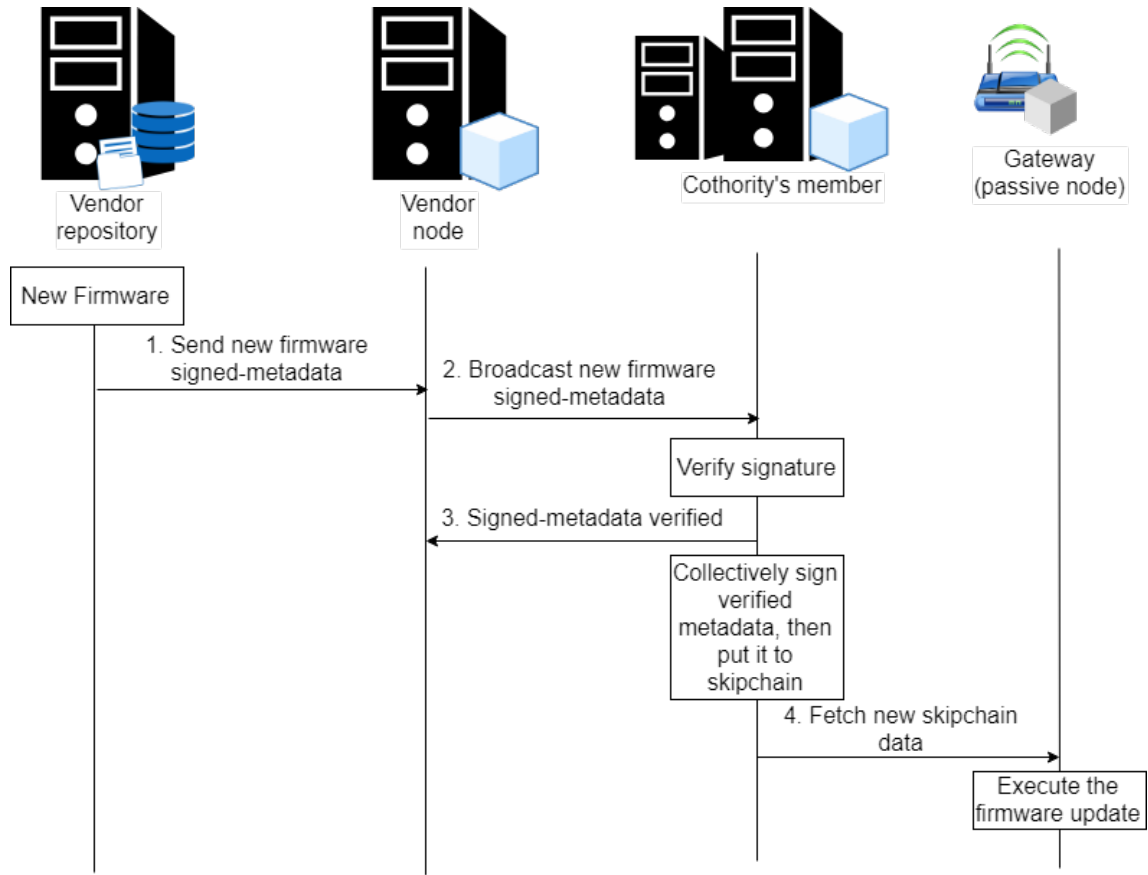 Vendor
repository
Vendor
node
Cothority's member
Gateway
(passive node)
New Firmware
1. Send new firmware
signed-metadata
2. Broadcast new firmware
signed-metadata
Verify signature
3. Signed-metadata verified
Collectively sign
verified
metadata, then
put it to
skipchain
4. Fetch new skipchain
data
Execute the
firmware update